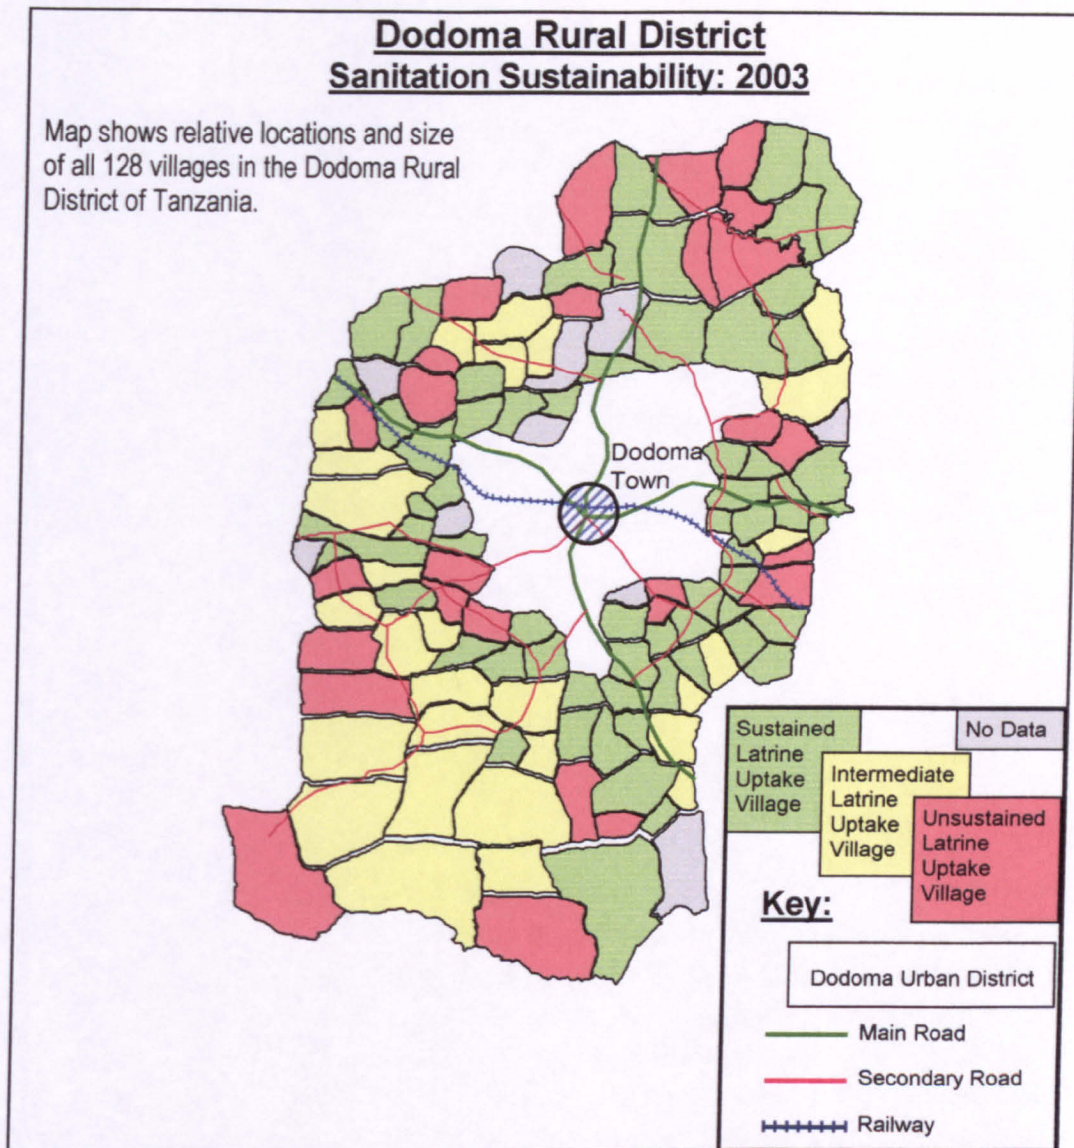 Dodoma Rural District
Sanitation Sustainability: 2003
Map shows relative locations and size
of all 128 villages in the Dodoma Rural
District of Tanzania.
Dodoma
Town
Sustained
Latrine
Uptake
Village
No Data
Intermediate
Latrine
Uptake
Village
Unsustained
Latrine
Uptake
Village
Key:
Dodoma Urban District
Main Road
Secondary Road
Railway